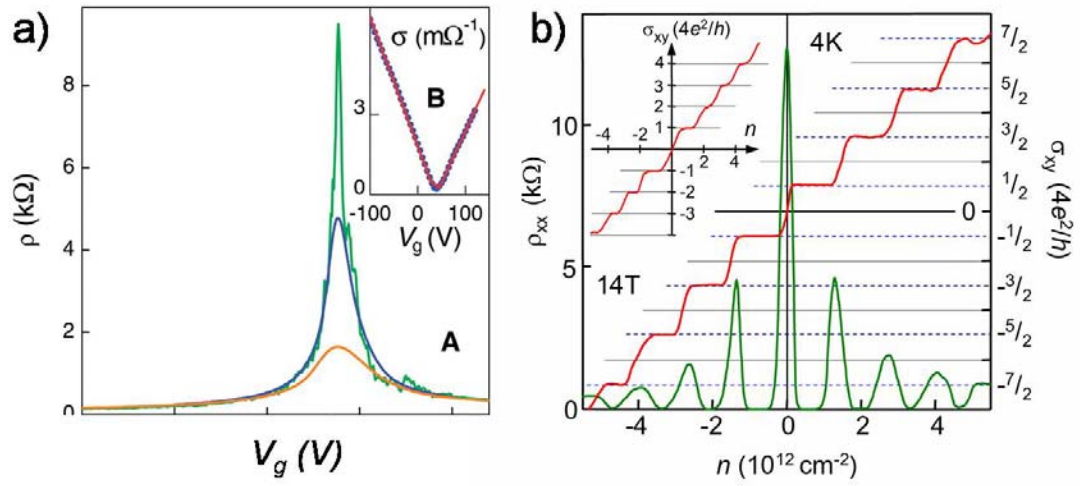 a)
ρ (kΩ)
8
6
4
2
0
V_g (V)
A
σ (mΩ⁻¹)
B
3
0
-100
0
100
V_g (V)
b)
4K
14T
ρ_xx (kΩ)
10
5
0
-4 -2 0 2 4
n (10¹² cm⁻²)
σ_xy (4e²/h)
7/2
5/2
3/2
1/2
0
-1/2
-3/2
-5/2
-7/2
σ_xy (4e²/h)
4
3
2
1
-4 -2 2 4
n
-1
-2
-3